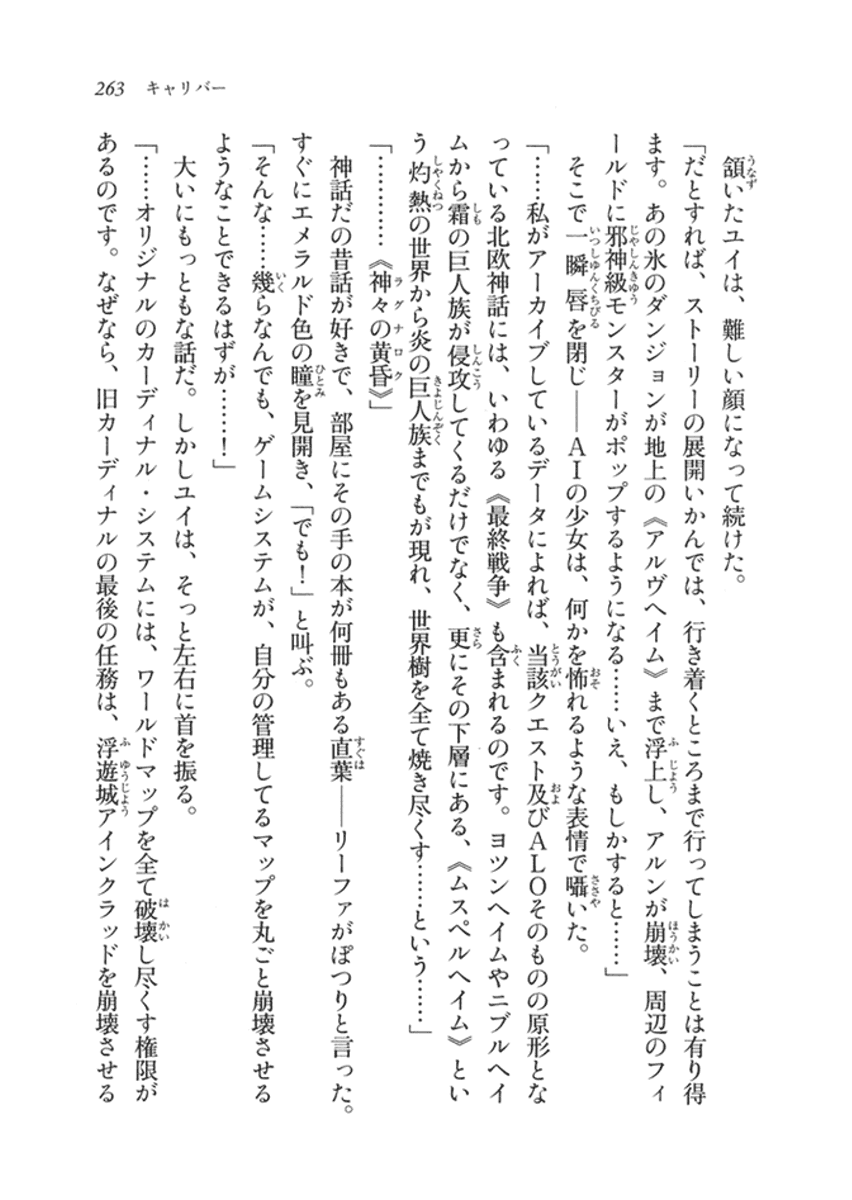 263 キャリバー
頷いたユイは、難しい顔になって続けた。
「だとすれば、ストーリーの展開いかんでは、行き着くところまで行ってしまうことは有り得
ます。あの氷のダンジョンが地上の《アルヴヘイム》まで浮上し、アルンが崩壊、周辺のフィ
ールドに邪神級モンスターがポップするようになる……いえ、もしかすると……」
そこで一瞬唇を閉じ――AIの少女は、何かを怖れるような表情で囁いた。
「……私がアーカイブしているデータによれば、当該クエスト及びALOそのものの原形とな
っている北欧神話には、いわゆる《最終戦争》も含まれるのです。ヨツンヘイムやニブルヘイ
ムから霜の巨人族が侵攻してくるだけでなく、更にその下層にある、《ムスペルヘイム》とい
う灼熱の世界から炎の巨人族までもが現れ、世界樹を全て焼き尽くす……という……」
「…………《神々の黄昏》」
神話だの昔話が好きで、部屋にその手の本が何冊もある直葉――リーファがぽつりと言った。
すぐにエメラルド色の瞳を見開き、「でも！」と叫ぶ。
「そんな……幾らなんでも、ゲームシステムが、自分の管理してるマップを丸ごと崩壊させる
ようなことできるはずが……！」
大いにもっともな話だ。しかしユイは、そっと左右に首を振る。
「……オリジナルのカーディナル・システムには、ワールドマップを全て破壊し尽くす権限が
あるのです。なぜなら、旧カーディナルの最後の任務は、浮遊城アインクラッドを崩壊させる